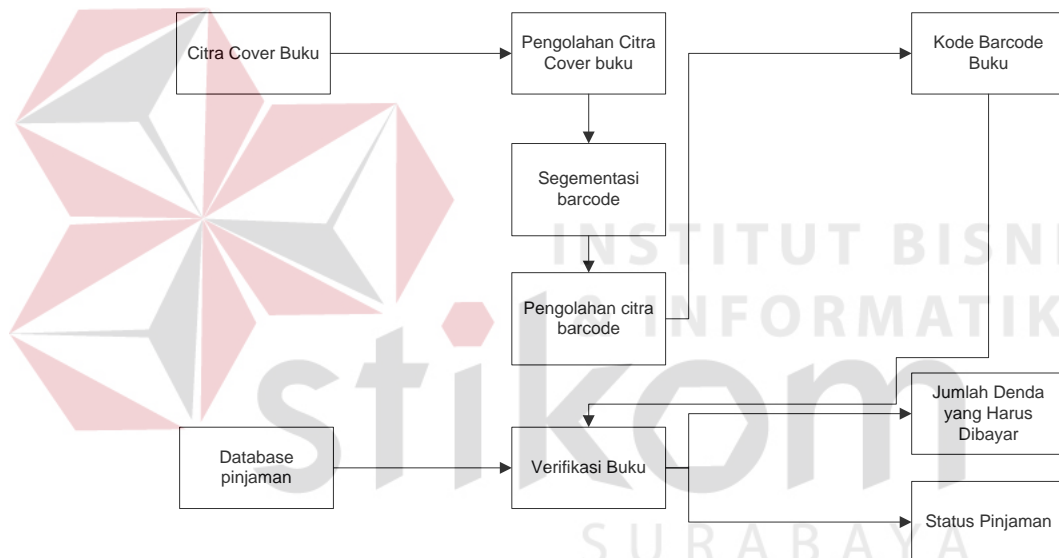 Citra Cover Buku
Pengolahan Citra
Cover buku
Kode Barcode
Buku
Segementasi
barcode
INSTITUT BISNI
Pengolahan citra
barcode
& INFORMATIK
stikom
Jumlah Denda
yang Harus
Dibayar
Database
pinjaman
Verifikasi Buku
Status Pinjaman
SURABAYA